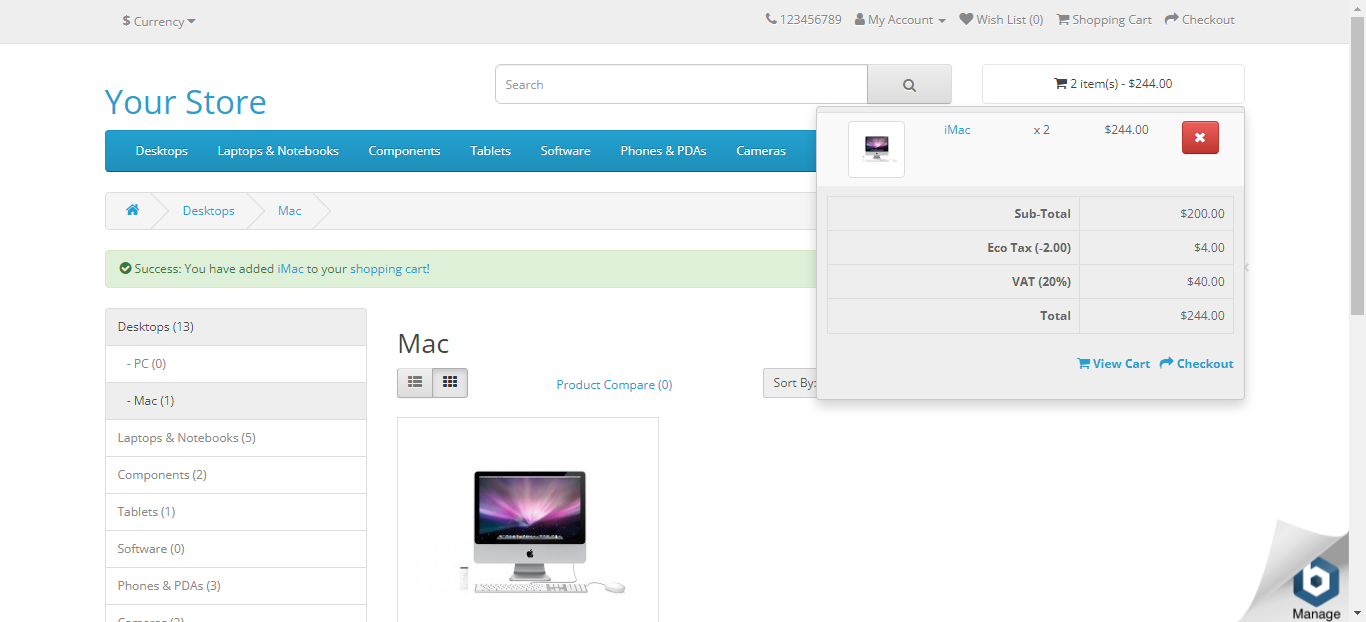 $ Currency
123456789 My Account Wish List (0) Shopping Cart Checkout
Your Store
Search
2 item(s) - $244.00
iMac x 2 $244.00
Desktops Laptops & Notebooks Components Tablets Software Phones & PDAs Cameras
Desktops Mac
Sub-Total $200.00
Eco Tax (-2.00) $4.00
VAT (20%) $40.00
Total $244.00
View Cart Checkout
Success: You have added iMac to your shopping cart!
Desktops (13)
- PC (0)
- Mac (1)
Laptops & Notebooks (5)
Components (2)
Tablets (1)
Software (0)
Phones & PDAs (3)
Mac
Product Compare (0)
Sort By:
Manage